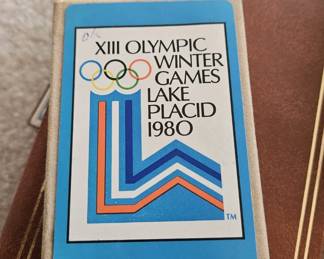 XIII OLYMPIC
WINTER
GAMES
LAKE
PLACID
1980
TM